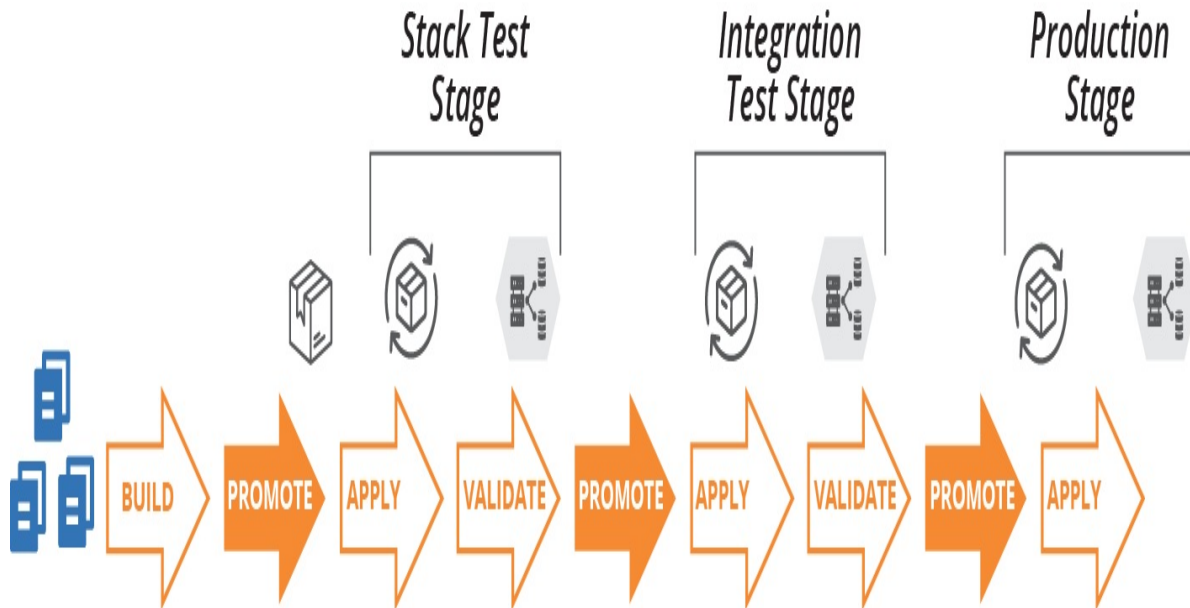 Stack Test
Stage
Integration
Test Stage
Production
Stage
BUILD
PROMOTE
APPLY
VALIDATE
PROMOTE
APPLY
VALIDATE
PROMOTE
APPLY